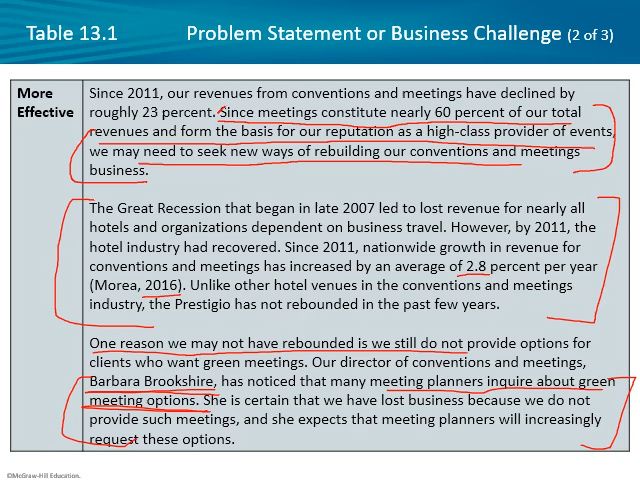 Table 13.1 Problem Statement or Business Challenge (2 of 3)
More
Effective
Since 2011, our revenues from conventions and meetings have declined by
roughly 23 percent. Since meetings constitute nearly 60 percent of our total
revenues and form the basis for our reputation as a high-class provider of events,
we may need to seek new ways of rebuilding our conventions and meetings
business.
The Great Recession that began in late 2007 led to lost revenue for nearly all
hotels and organizations dependent on business travel. However, by 2011, the
hotel industry had recovered. Since 2011, nationwide growth in revenue for
conventions and meetings has increased by an average of 2.8 percent per year
(Morea, 2016). Unlike other hotel venues in the conventions and meetings
industry, the Prestigio has not rebounded in the past few years.
One reason we may not have rebounded is we still do not provide options for
clients who want green meetings. Our director of conventions and meetings,
Barbara Brookshire, has noticed that many meeting planners inquire about green
meeting options. She is certain that we have lost business because we do not
provide such meetings, and she expects that meeting planners will increasingly
request these options.
©McGraw-Hill Education.